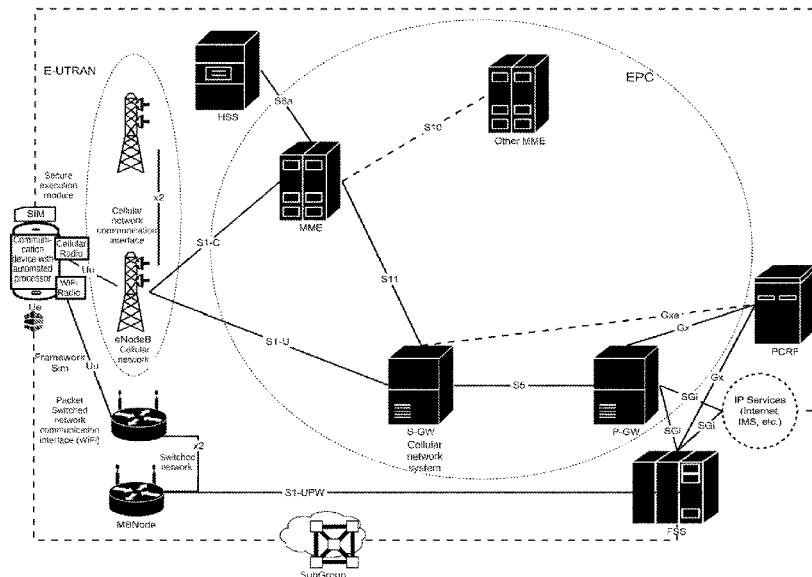 E-UTRAN
EPC
HSS
S6a
Other MME
S10
MME
Secure
execution
module
x2
SIM
Cellular
network
communication
interface
S1-C
Communi-
cation
device with
automated
processor
Cellular
Radio
WiFi
Radio
Uu
Ue
S11
eNodeB
Cellular
network
S1-U
Gxa
Gx
PCRF
Framework
Sim
Uu
S5
Gx
S-GW
Cellular
network
system
P-GW
SGi
SGi
SGi
IP Services
(Internet,
IMS, etc.)
Packet
Switched
network
communication
interface (WiFi)
x2
Switched
network
S1-UPW
MBNode
FSS
SubGroup